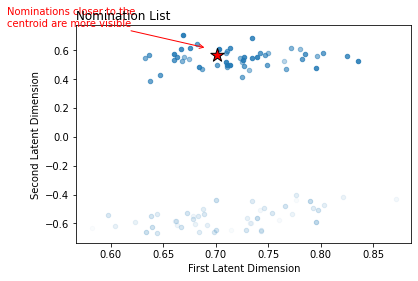 Nominations closer to the
centroid are more visible
Nomination List
Second Latent Dimension
0.6
0.4
0.2
0.0
−0.2
−0.4
−0.6
0.60
0.65
0.70
0.75
0.80
0.85
First Latent Dimension